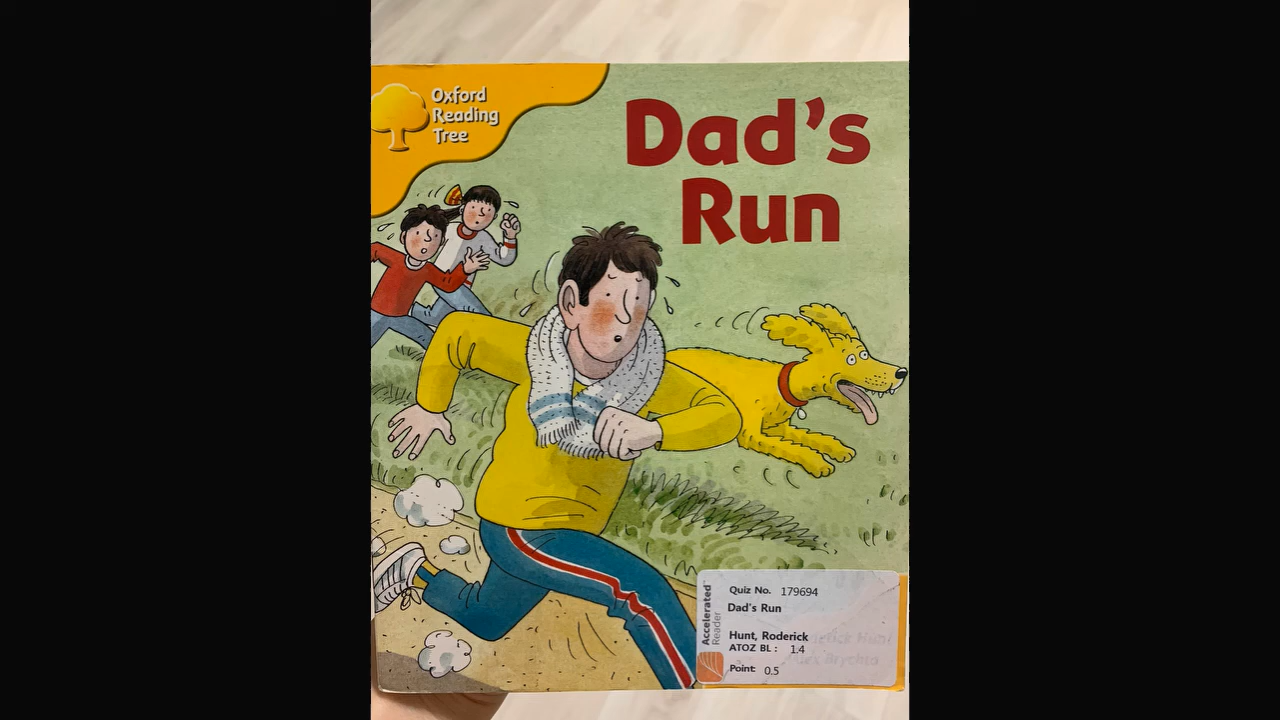 Oxford
Reading
Tree
Dad's
Run
Accelerated
Reader
Quiz No. 179694
Dad's Run
Hunt, Roderick
ATOZ BL : 1.4
Point: 0.5